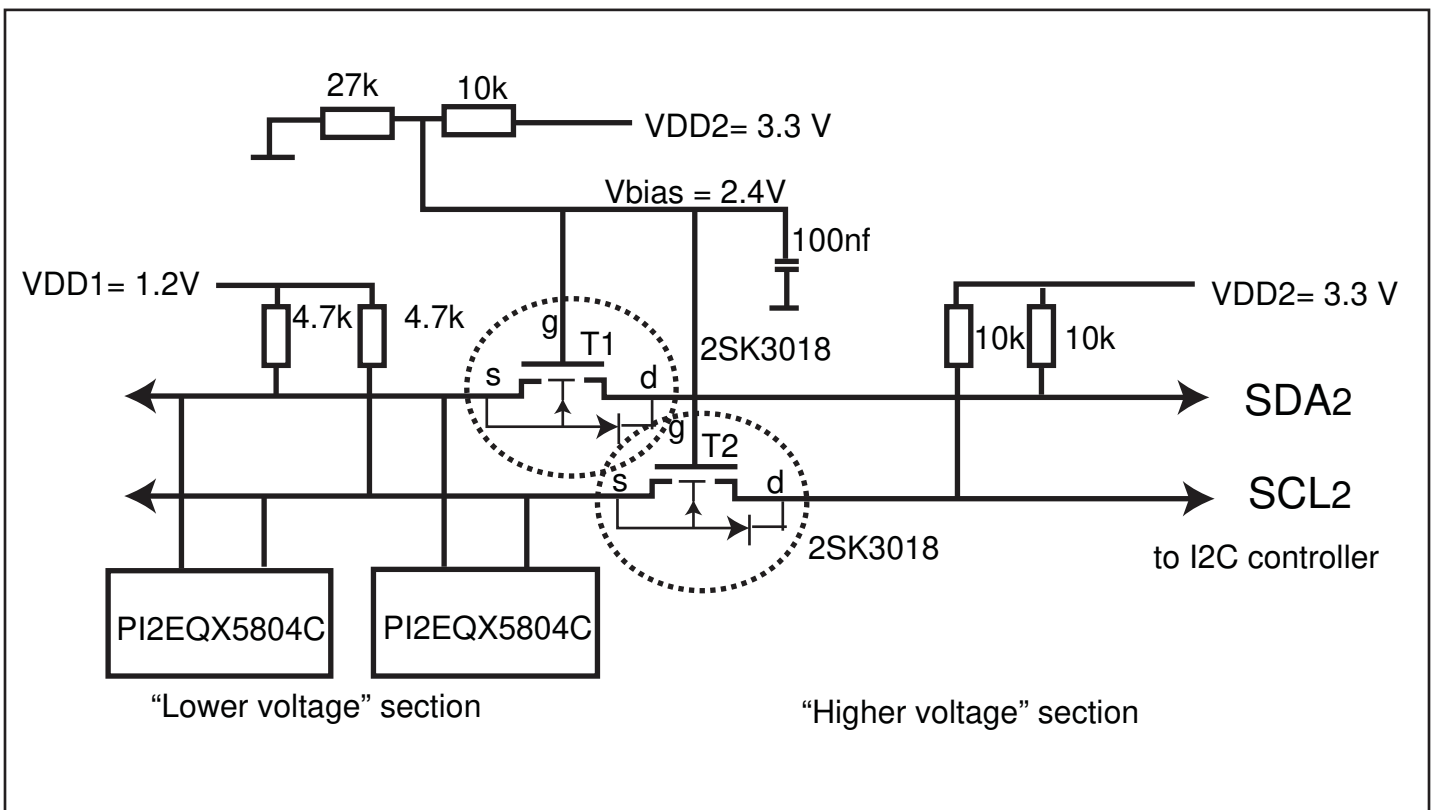 27k
10k
VDD2= 3.3 V
Vbias = 2.4V
100nf
VDD1= 1.2V
4.7k
4.7k
VDD2= 3.3 V
10k
10k
g
T1
2SK3018
s
d
SDA2
g
T2
s
d
SCL2
2SK3018
to I2C controller
PI2EQX5804C
PI2EQX5804C
“Lower voltage” section
“Higher voltage” section